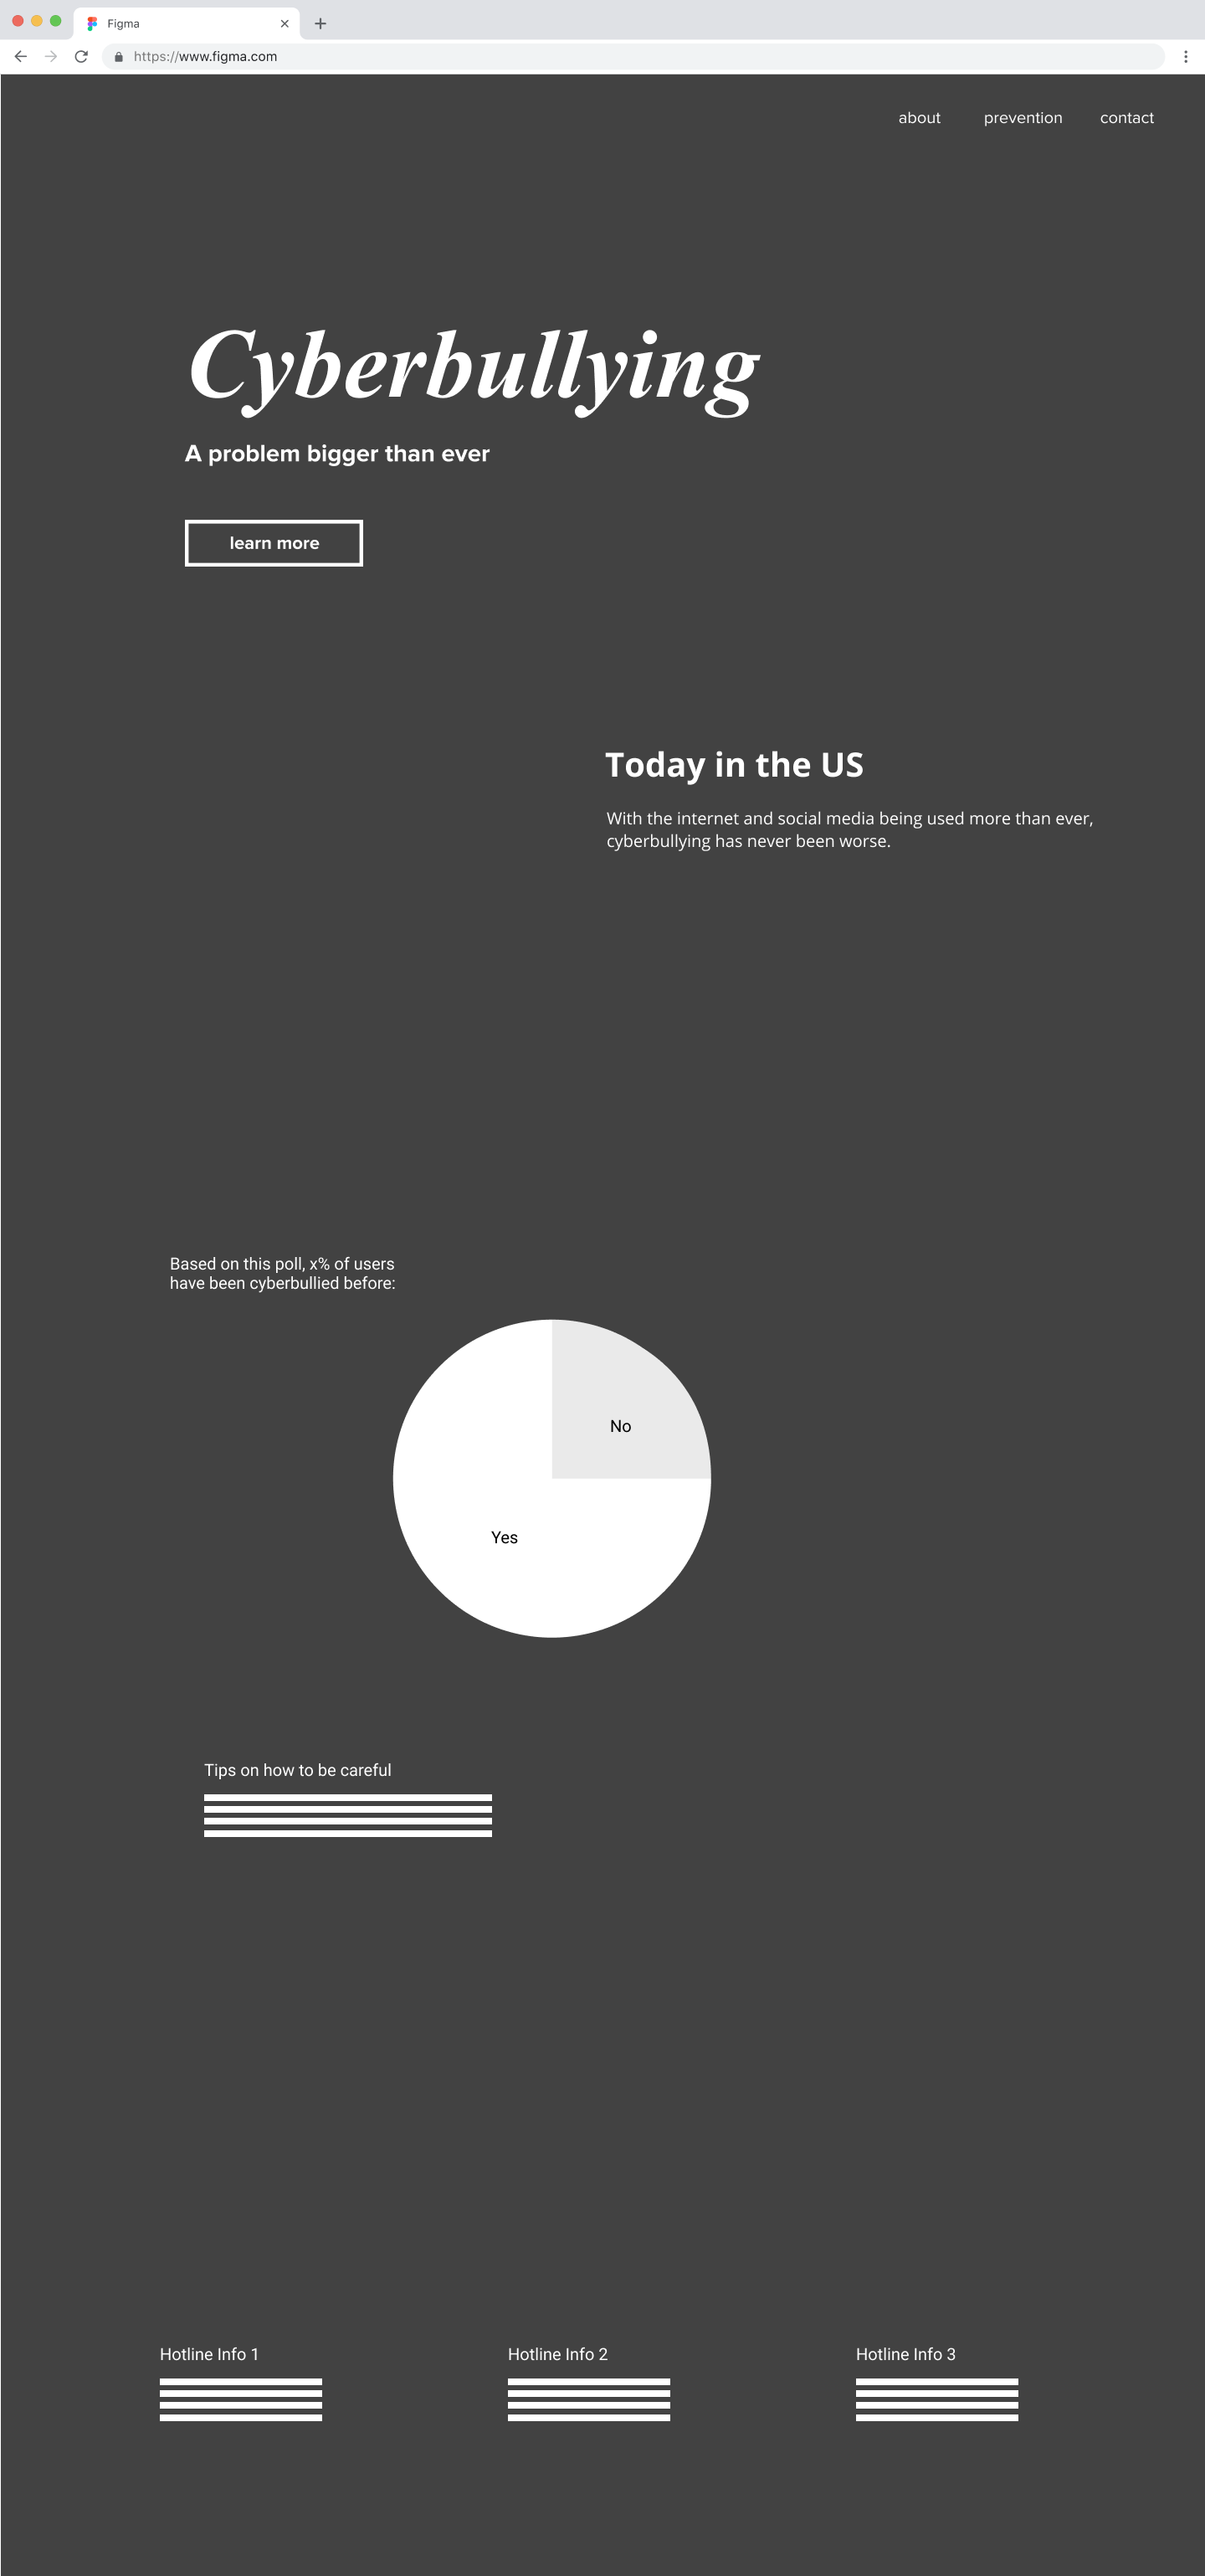 Figma
https://www.figma.com
about prevention contact
Cyberbullying
A problem bigger than ever
learn more
Today in the US
With the internet and social media being used more than ever,
cyberbullying has never been worse.
Based on this poll, x% of users
have been cyberbullied before:
No
Yes
Tips on how to be careful
Hotline Info 1
Hotline Info 2
Hotline Info 3